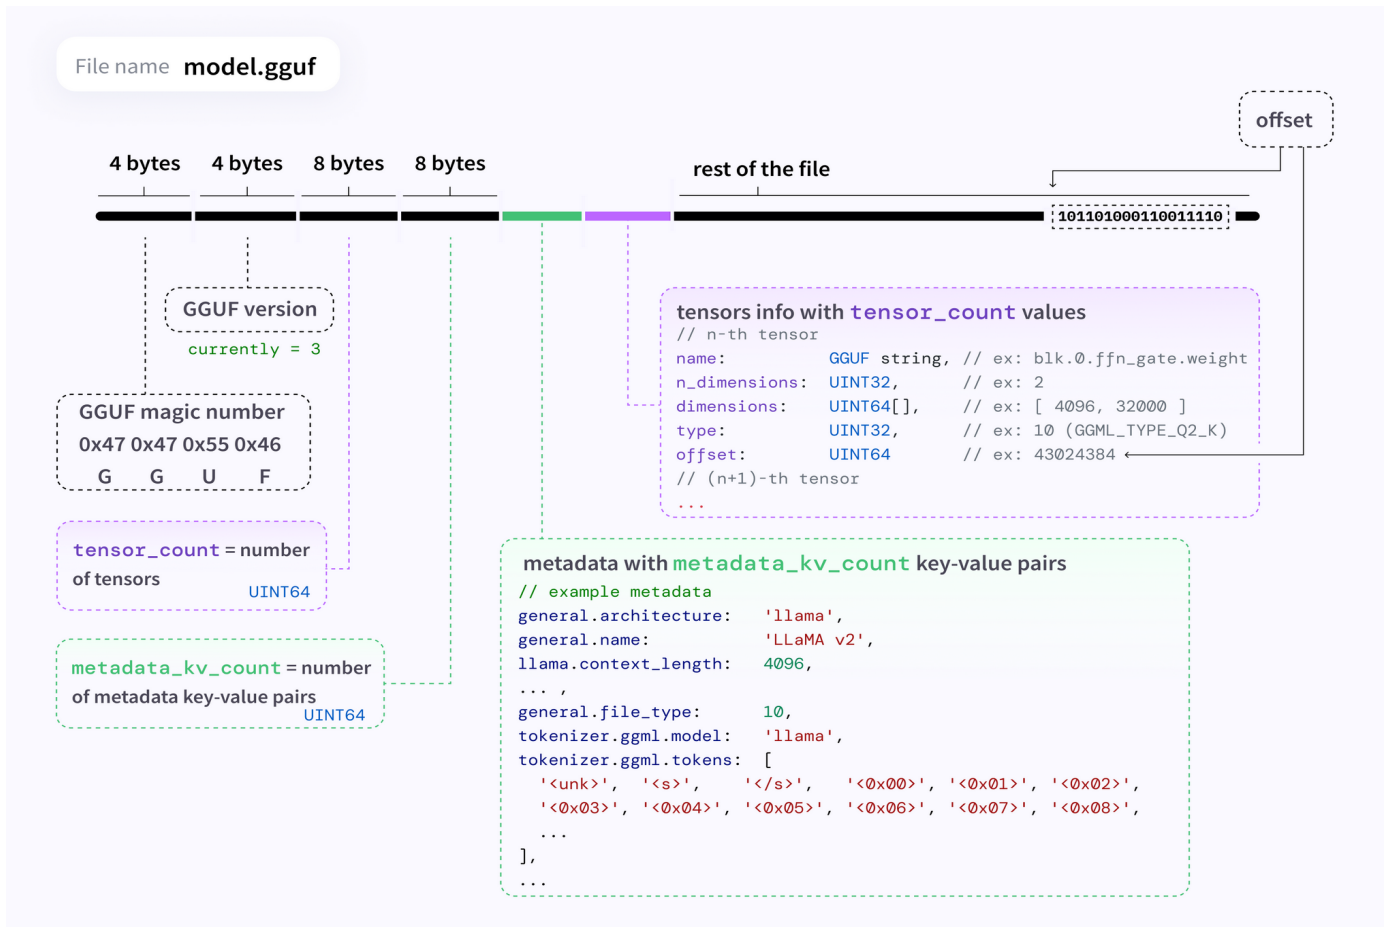 File name model.gguf
offset
4 bytes 4 bytes 8 bytes 8 bytes rest of the file
101101000110011110
GGUF version
currently = 3
GGUF magic number
0x47 0x47 0x55 0x46
G G U F
tensor_count = number
of tensors
UINT64
metadata_kv_count = number
of metadata key-value pairs
UINT64
tensors info with tensor_count values
// n-th tensor
name: GGUF string, // ex: blk.0.ffn_gate.weight
n_dimensions: UINT32, // ex: 2
dimensions: UINT64[], // ex: [ 4096, 32000 ]
type: UINT32, // ex: 10 (GGML_TYPE_Q2_K)
offset: UINT64 // ex: 43024384
// (n+1)-th tensor
...
metadata with metadata_kv_count key-value pairs
// example metadata
general.architecture: 'llama',
general.name: 'LLaMA v2',
llama.context_length: 4096,
... ,
general.file_type: 10,
tokenizer.ggml.model: 'llama',
tokenizer.ggml.tokens: [
'<unk>', '<s>', '</s>', '<0x00>', '<0x01>', '<0x02>',
'<0x03>', '<0x04>', '<0x05>', '<0x06>', '<0x07>', '<0x08>',
...
],
...